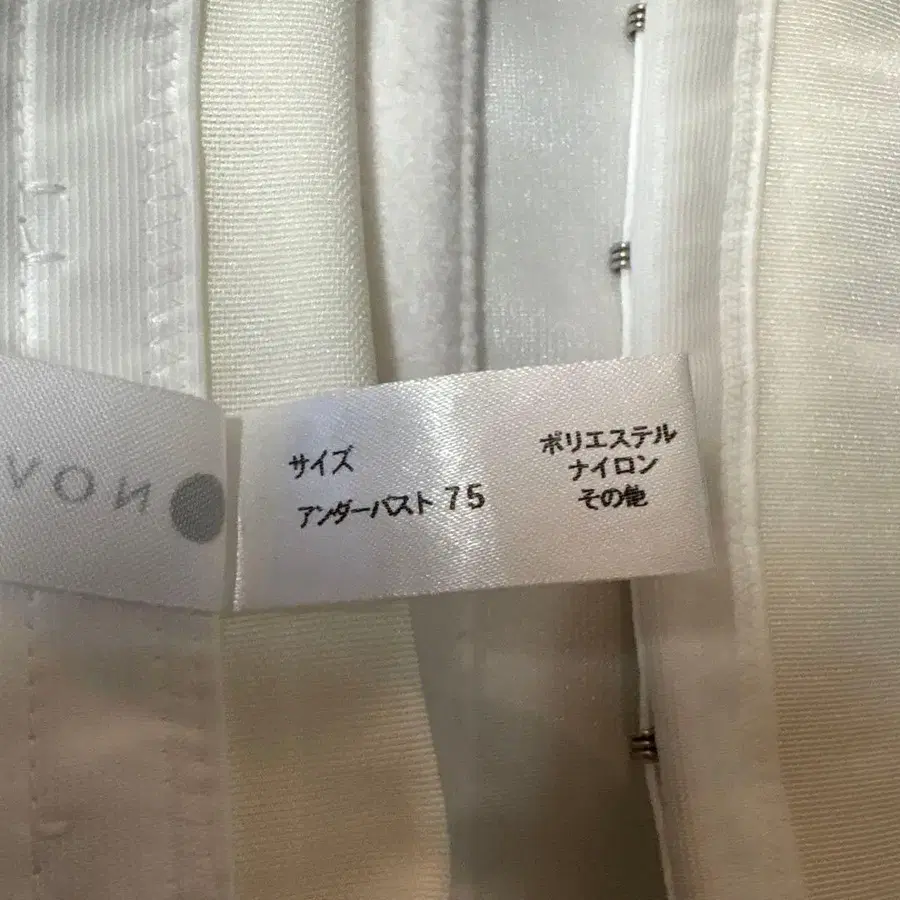 サイズ
アンダーバスト 75
ポリエステル
ナイロン
その他